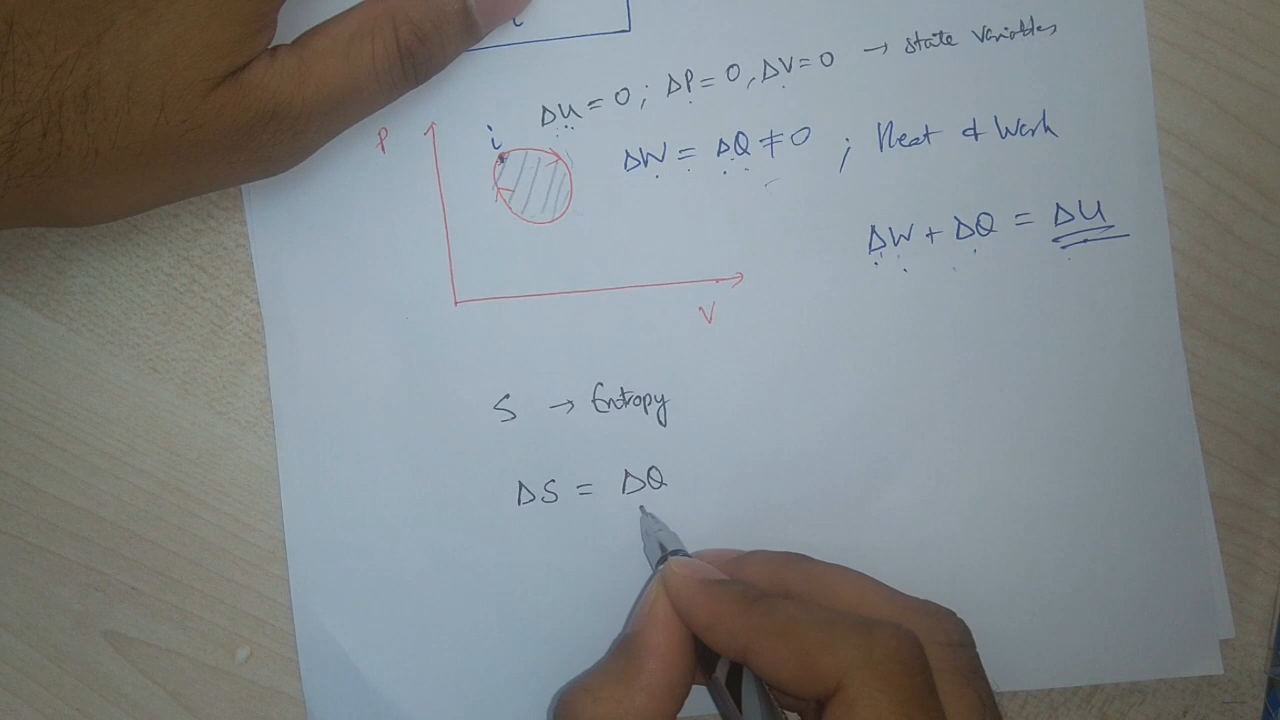 i
ΔU = 0 ; ΔP = 0 , ΔV = 0 → state variables
P
i
ΔW = ΔQ ≠ 0 ; Heat & Work
ΔW + ΔQ = ΔU
V
S → Entropy
ΔS = ΔQ